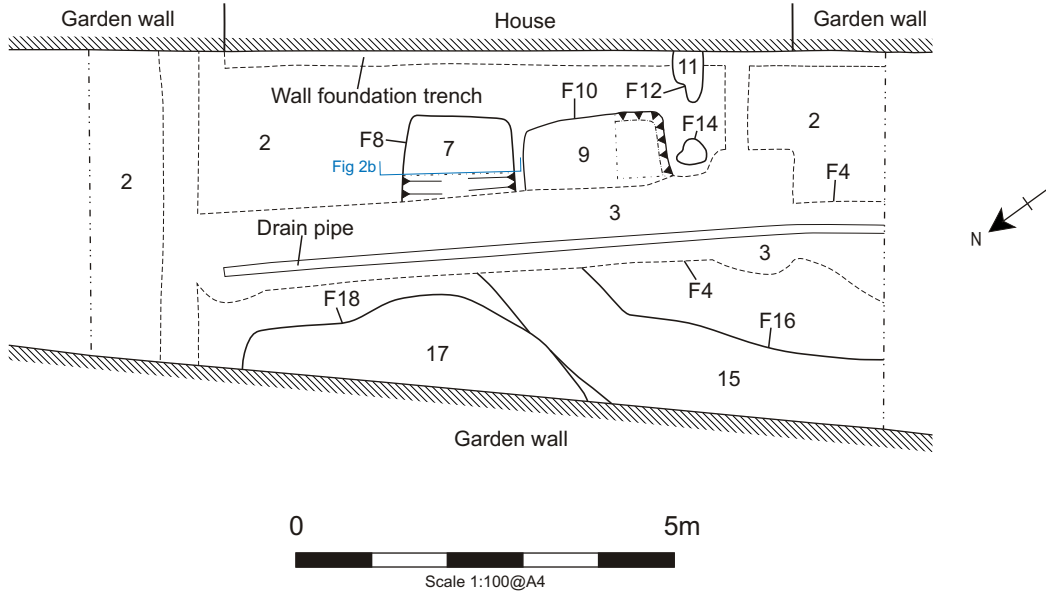 Garden wall
House
Garden wall
11
Wall foundation trench
F10
F12
F14
2
F8
7
9
2
Fig 2b
2
F4
3
Drain pipe
N
3
F4
F18
F16
17
15
Garden wall
0
5m
Scale 1:100@A4